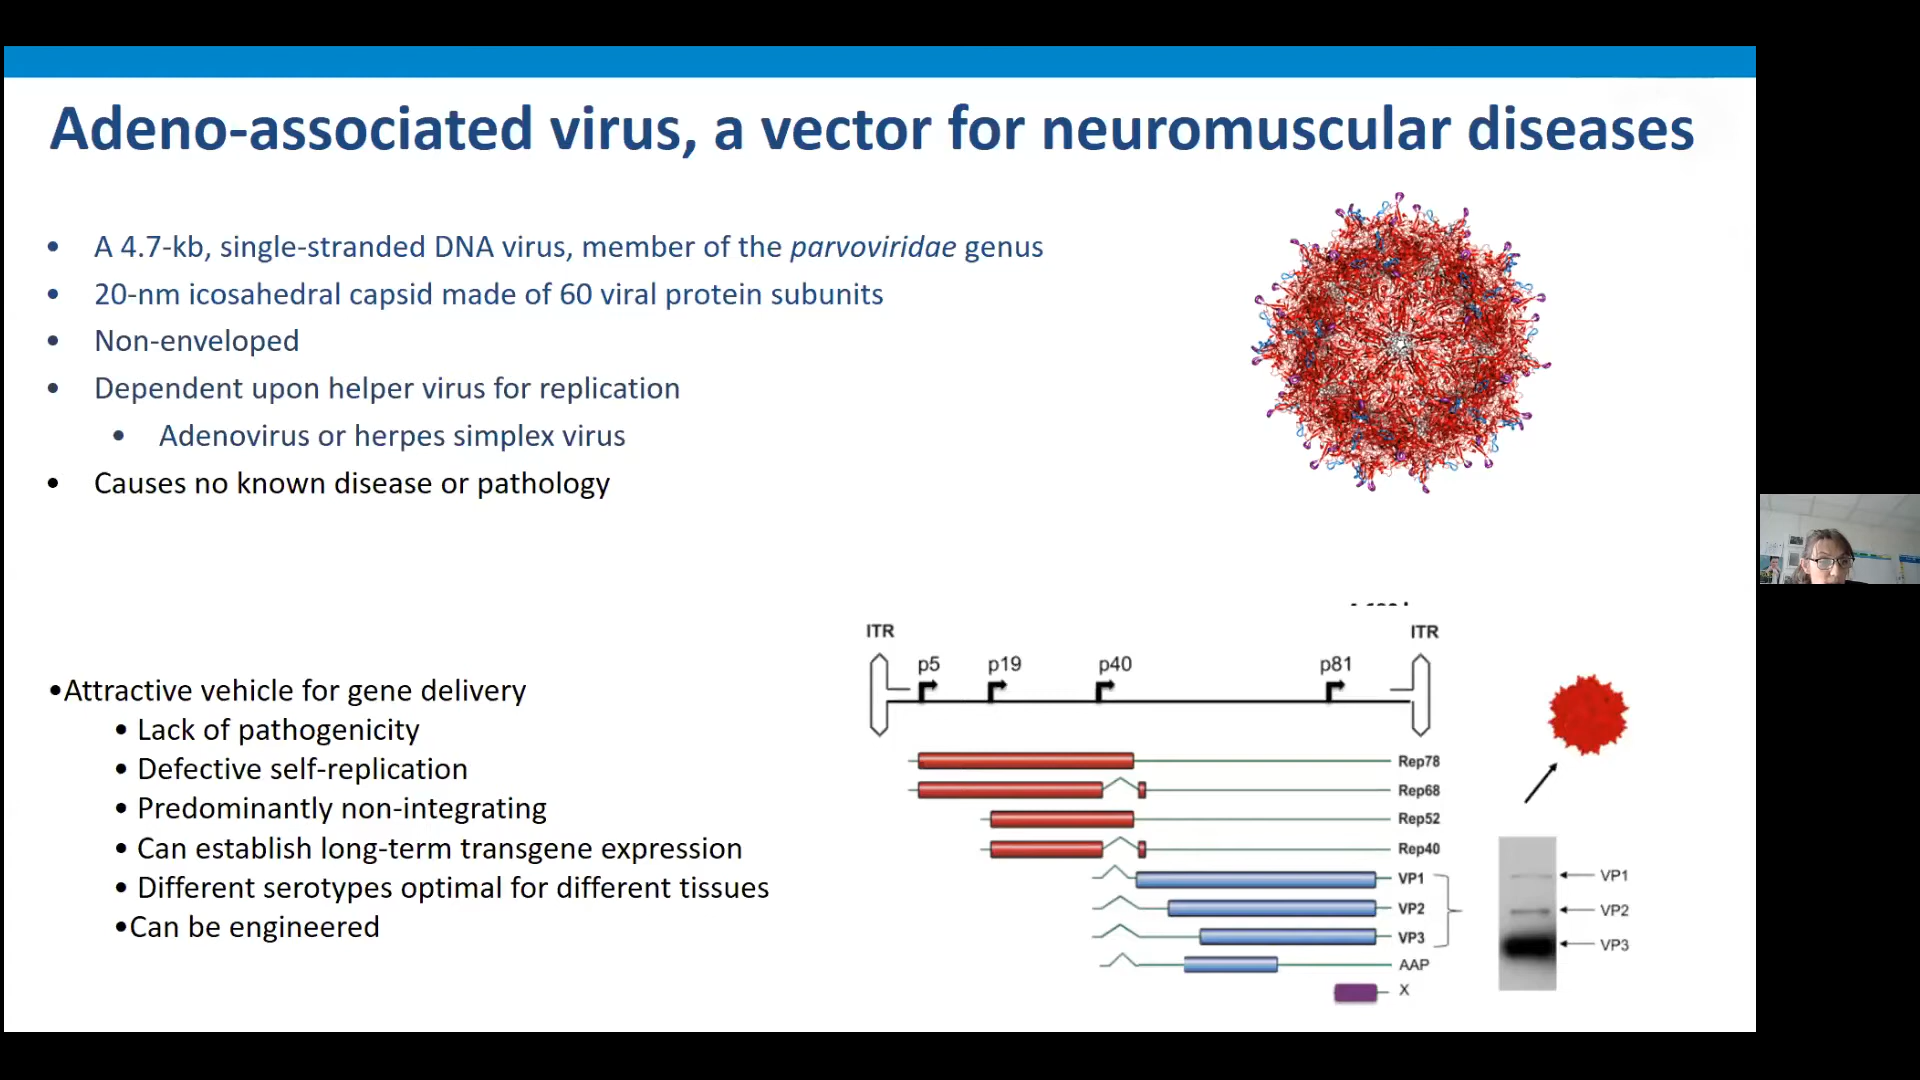 Adeno-associated virus, a vector for neuromuscular diseases
• A 4.7-kb, single-stranded DNA virus, member of the parvoviridae genus
• 20-nm icosahedral capsid made of 60 viral protein subunits
• Non-enveloped
• Dependent upon helper virus for replication
• Adenovirus or herpes simplex virus
• Causes no known disease or pathology
•Attractive vehicle for gene delivery
• Lack of pathogenicity
• Defective self-replication
• Predominantly non-integrating
• Can establish long-term transgene expression
• Different serotypes optimal for different tissues
•Can be engineered
ITR
ITR
p5
p19
p40
p81
Rep78
Rep68
Rep52
Rep40
VP1
VP2
VP3
AAP
X
VP1
VP2
VP3